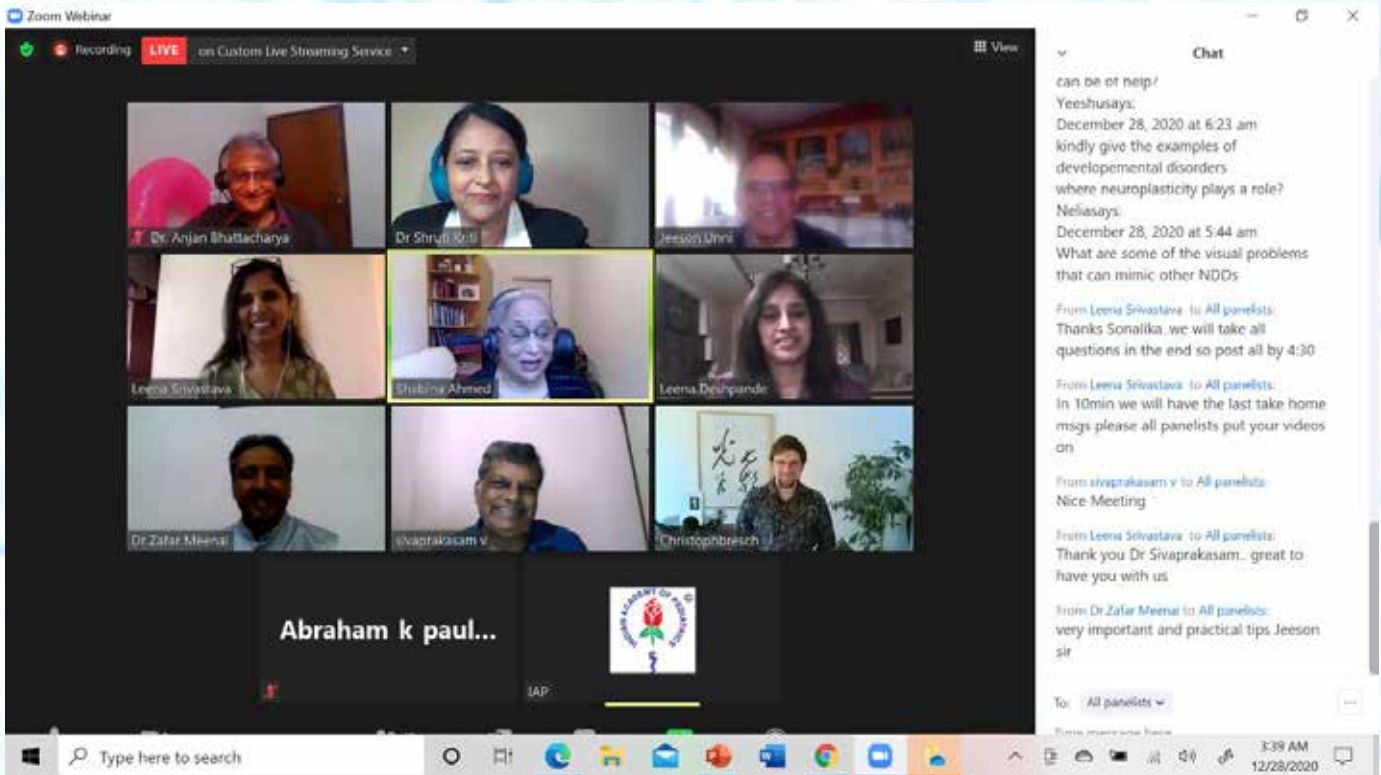 Zoom Webinar
Recording LIVE on Custom Live Streaming Service
View
Dr. Anjan Bhattacharya
Dr Shruti Kriti
Jeeson Unni
Leena Srivastava
Shabina Ahmed
Leena Deshpande
Dr Zafar Meenai
sivaprakasam v
Christophbresch
Abraham k paul...
INDIAN ACADEMY OF PEDIATRICS
IAP
Chat
can be of help?
Yeeshusays:
December 28, 2020 at 6:23 am
kindly give the examples of
developemental disorders
where neuroplasticity plays a role?
Neliasays:
December 28, 2020 at 5:44 am
What are some of the visual problems
that can mimic other NDDs
From Leena Srivastava to All panelists:
Thanks Sonalika..we will take all
questions in the end so post all by 4:30
From Leena Srivastava to All panelists:
In 10min we will have the last take home
msgs please all panelists put your videos
on
From sivaprakasam v to All panelists:
Nice Meeting
From Leena Srivastava to All panelists:
Thank you Dr Sivaprakasam.. great to
have you with us
From Dr.Zafar Meenai to All panelists:
very important and practical tips Jeeson
sir
To: All panelists
Type message here
Type here to search
3:39 AM
12/28/2020